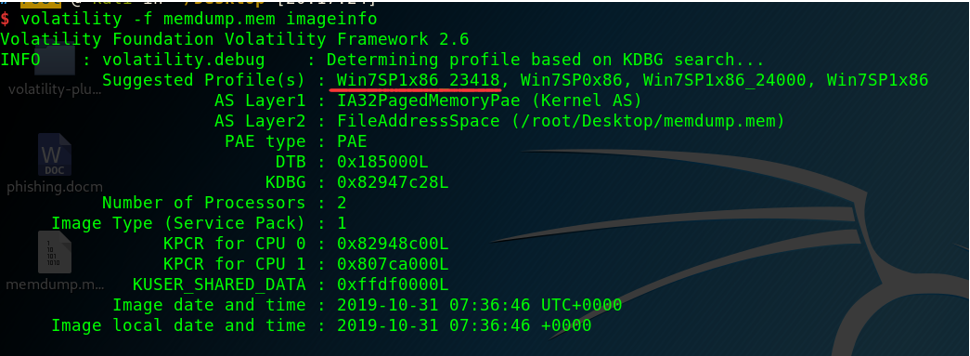 $ volatility -f memdump.mem imageinfo
Volatility Foundation Volatility Framework 2.6
INFO    : volatility.debug    : Determining profile based on KDBG search...
Suggested Profile(s) : Win7SP1x86_23418, Win7SP0x86, Win7SP1x86_24000, Win7SP1x86
AS Layer1 : IA32PagedMemoryPae (Kernel AS)
AS Layer2 : FileAddressSpace (/root/Desktop/memdump.mem)
PAE type : PAE
DTB : 0x185000L
KDBG : 0x82947c28L
Number of Processors : 2
Image Type (Service Pack) : 1
KPCR for CPU 0 : 0x82948c00L
KPCR for CPU 1 : 0x807ca000L
KUSER_SHARED_DATA : 0xffdf0000L
Image date and time : 2019-10-31 07:36:46 UTC+0000
Image local date and time : 2019-10-31 07:36:46 +0000
volatility-plu...
W
DOC
phishing.docm
memdump.m...